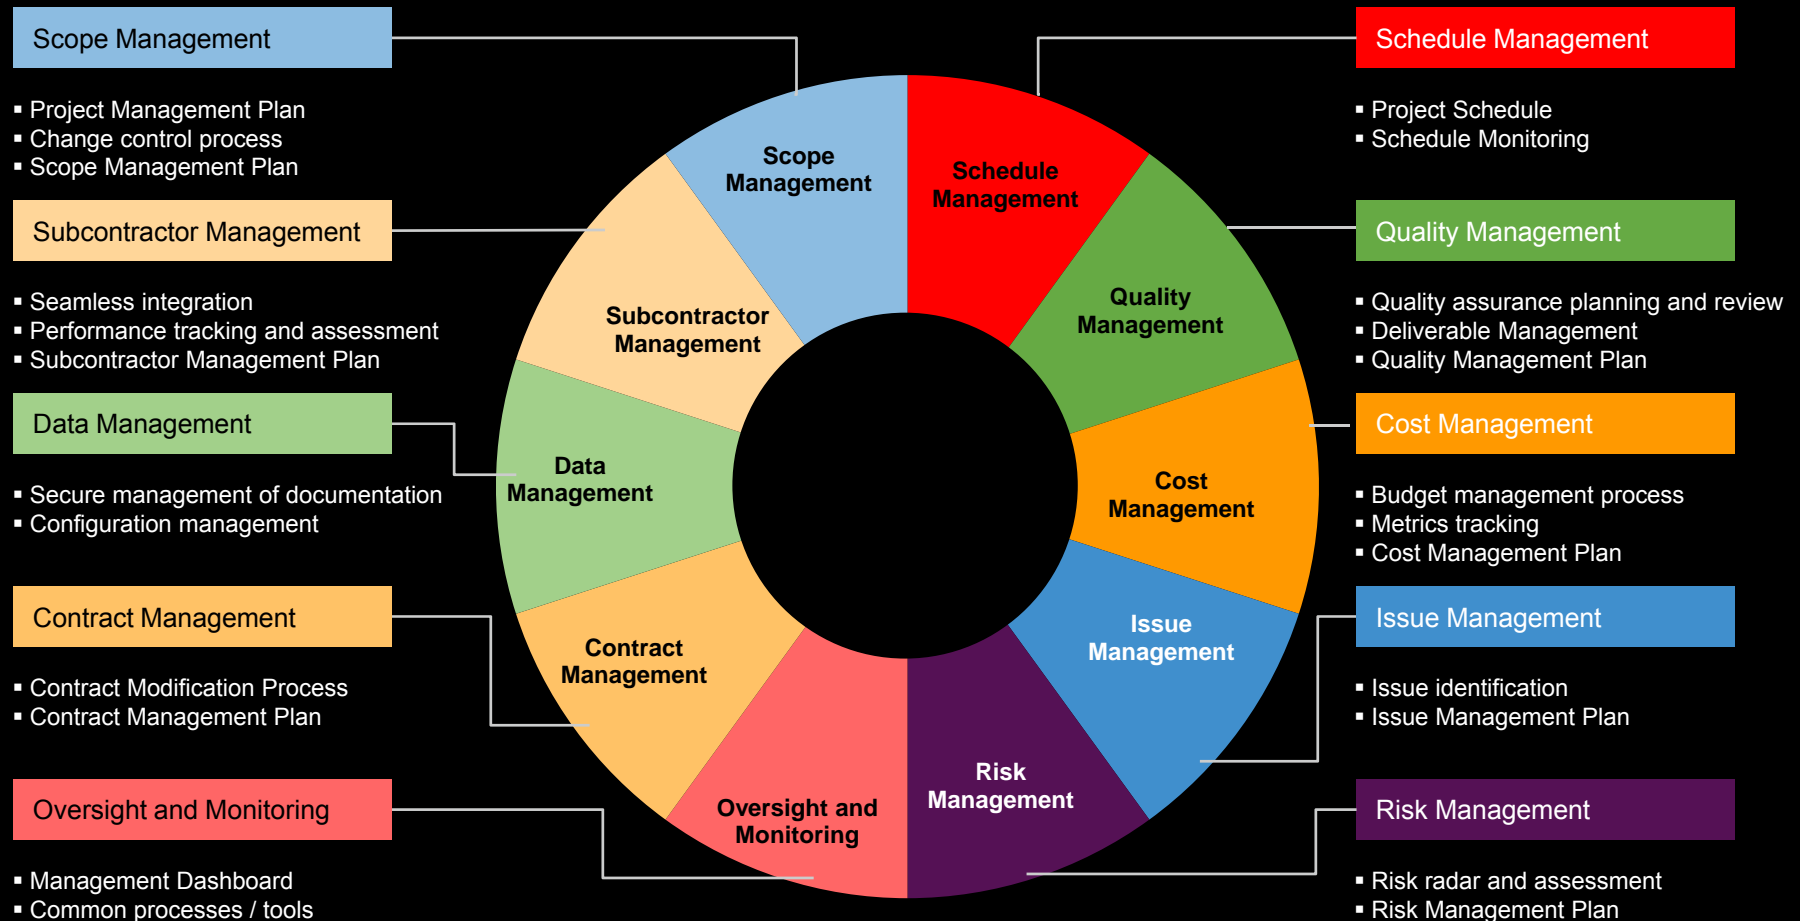 Scope Management
▪ Project Management Plan
▪ Change control process
▪ Scope Management Plan
Subcontractor Management
▪ Seamless integration
▪ Performance tracking and assessment
▪ Subcontractor Management Plan
Data Management
▪ Secure management of documentation
▪ Configuration management
Contract Management
▪ Contract Modification Process
▪ Contract Management Plan
Oversight and Monitoring
▪ Management Dashboard
▪ Common processes / tools
Scope
Management
Schedule
Management
Subcontractor
Management
Quality
Management
Data
Management
Cost
Management
Contract
Management
Issue
Management
Oversight and
Monitoring
Risk
Management
Schedule Management
▪ Project Schedule
▪ Schedule Monitoring
Quality Management
▪ Quality assurance planning and review
▪ Deliverable Management
▪ Quality Management Plan
Cost Management
▪ Budget management process
▪ Metrics tracking
▪ Cost Management Plan
Issue Management
▪ Issue identification
▪ Issue Management Plan
Risk Management
▪ Risk radar and assessment
▪ Risk Management Plan